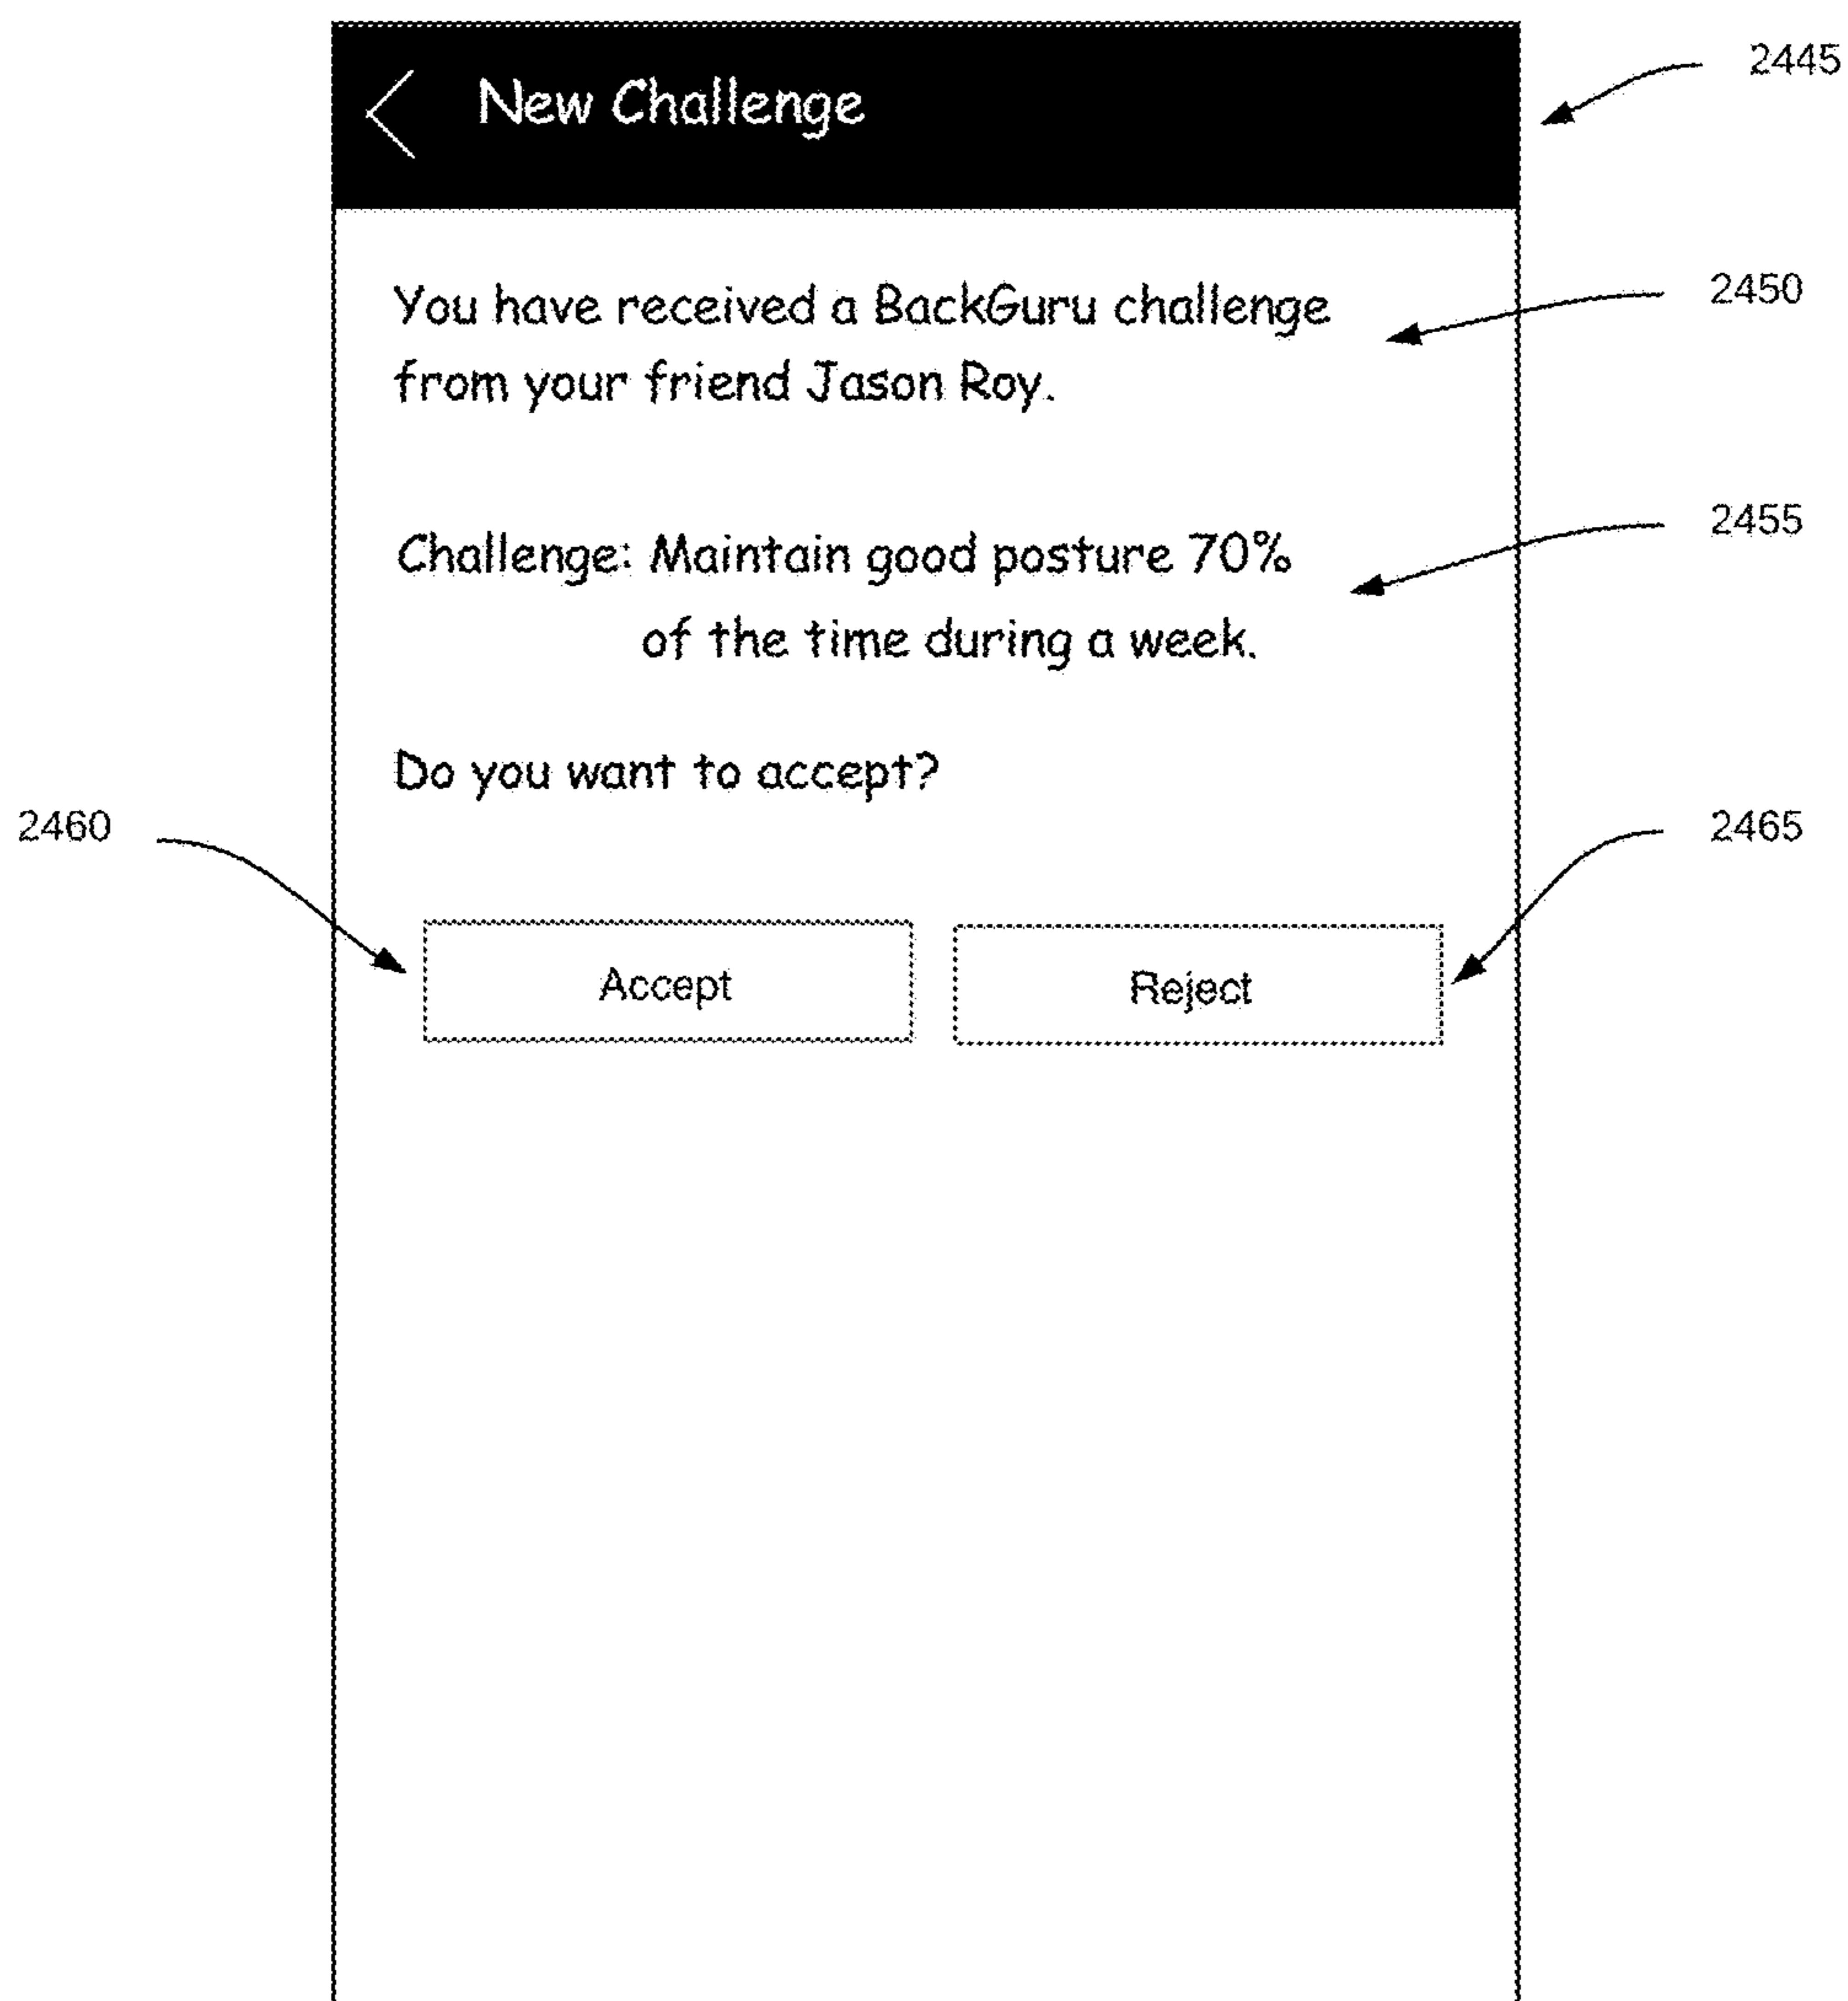 New Challenge
2445
You have received a BackGuru challenge
2450
from your friend Jason Roy.
Challenge: Maintain good posture 70%
2455
of the time during a week.
Do you want to accept?
2460
2465
Accept
Reject